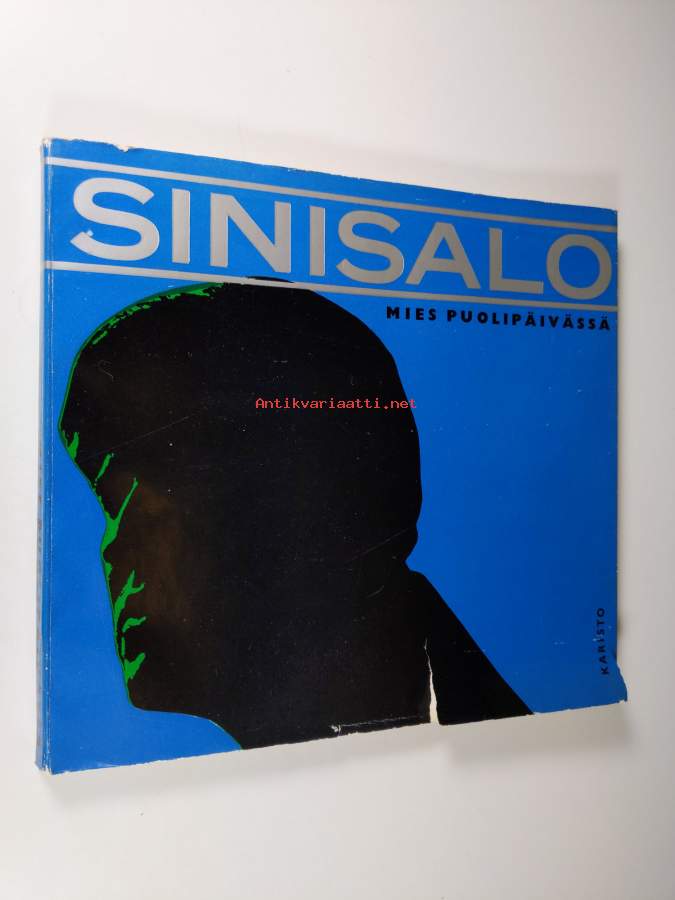 SINISALO
MIES PUOLIPÄIVÄSSÄ
Antikvariaatti.net
KARISTO